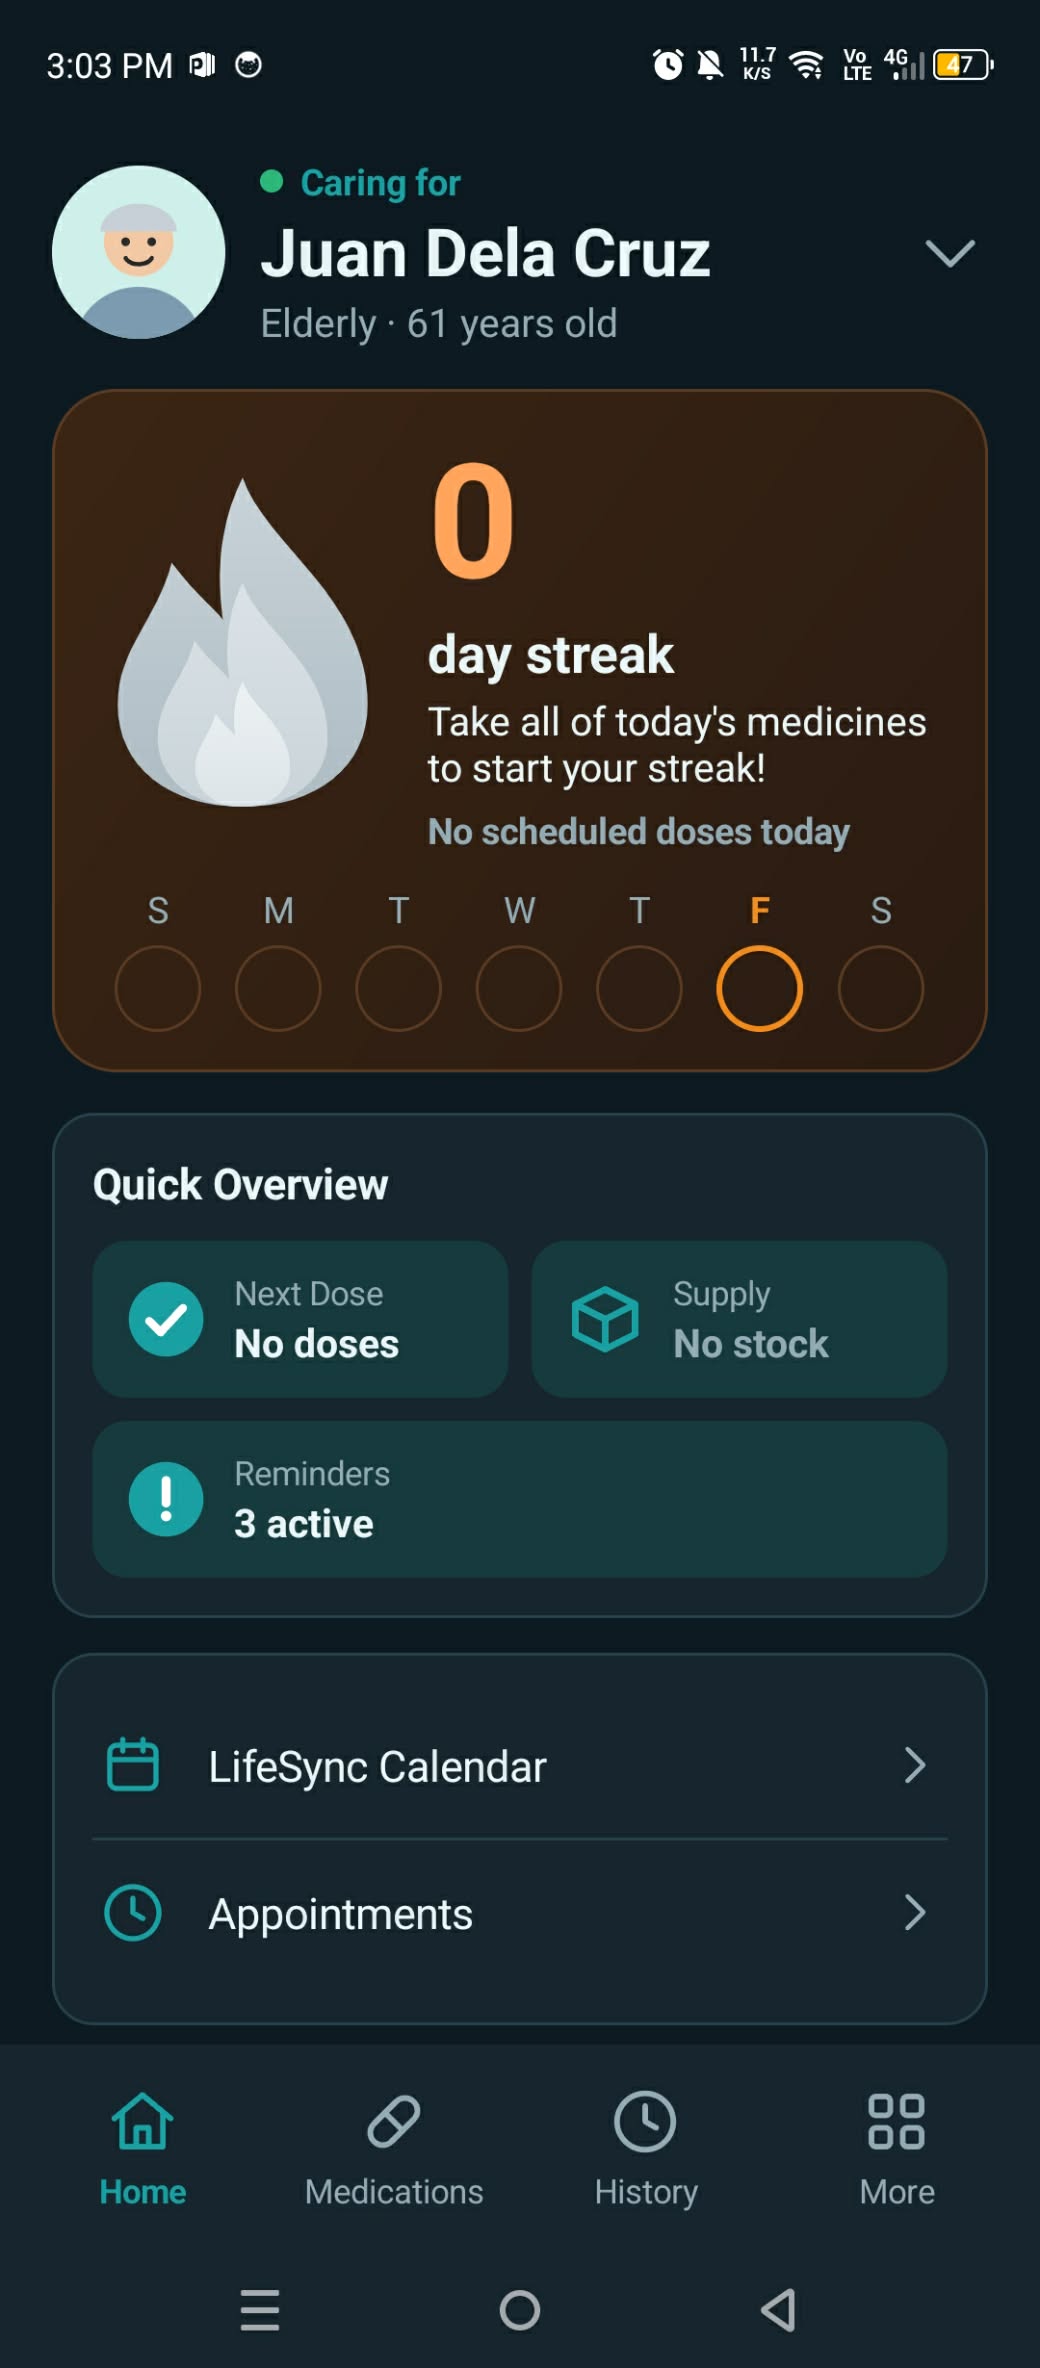 3:03 PM
11.7 K/S Vo LTE 4G 47
Caring for
Juan Dela Cruz
Elderly · 61 years old
0
day streak
Take all of today's medicines
to start your streak!
No scheduled doses today
S M T W T F S
Quick Overview
Next Dose
No doses
Supply
No stock
Reminders
3 active
LifeSync Calendar
Appointments
Home Medications History More